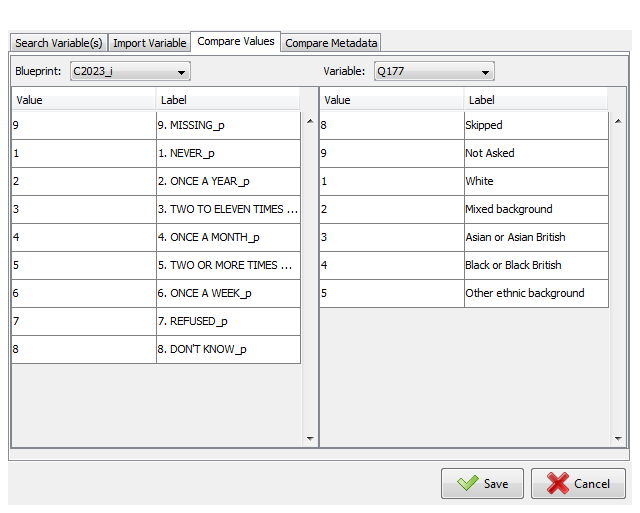 Search Variable(s) Import Variable Compare Values Compare Metadata
Blueprint: C2023_i Variable: Q177
Value Label Value Label
9 9. MISSING_p 8 Skipped
1 1. NEVER_p 9 Not Asked
2 2. ONCE A YEAR_p 1 White
3 3. TWO TO ELEVEN TIMES ... 2 Mixed background
4 4. ONCE A MONTH_p 3 Asian or Asian British
5 5. TWO OR MORE TIMES ... 4 Black or Black British
6 6. ONCE A WEEK_p 5 Other ethnic background
7 7. REFUSED_p
8 8. DON'T KNOW_p
Save Cancel